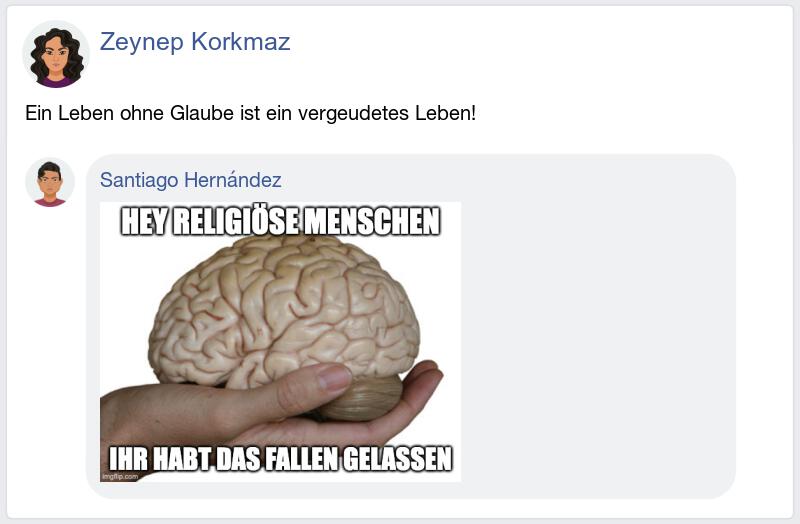 Zeynep Korkmaz
Ein Leben ohne Glaube ist ein vergeudetes Leben!
Santiago Hernández
HEY RELIGIÖSE MENSCHEN
IHR HABT DAS FALLEN GELASSEN
imgflip.com